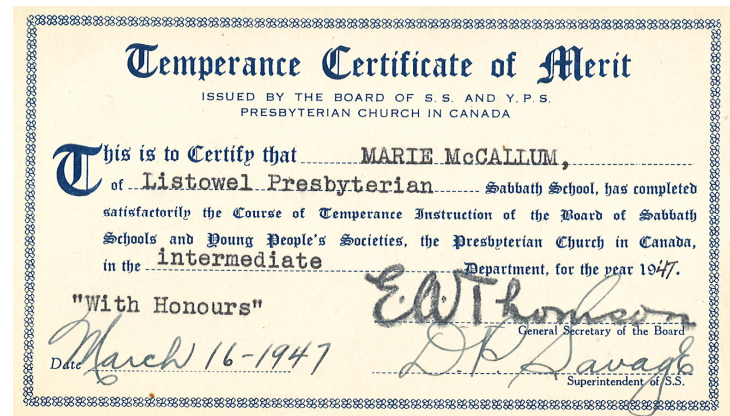 Temperance Certificate of Merit
ISSUED BY THE BOARD OF S.S. AND Y.P.S.
PRESBYTERIAN CHURCH IN CANADA
This is to Certify that MARIE McCALLUM,
of Listowel Presbyterian Sabbath School, has completed
satisfactorily the Course of Temperance Instruction of the Board of Sabbath
Schools and Young People's Societies, the Presbyterian Church in Canada,
in the intermediate Department, for the year 1947.
"With Honours"
E.A. Thomson
General Secretary of the Board
Date March 16-1947
D.P. Savage
Superintendent of S.S.